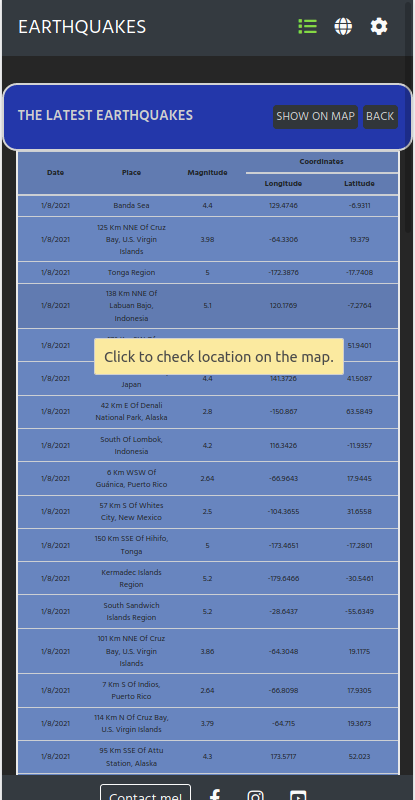 EARTHQUAKES
THE LATEST EARTHQUAKES
SHOW ON MAP
BACK
Date Place Magnitude Coordinates
Longitude Latitude
1/8/2021 Banda Sea 4.4 129.4746 -6.9311
125 Km NNE Of Cruz
1/8/2021 Bay, U.S. Virgin 3.98 -64.3306 19.379
Islands
1/8/2021 Tonga Region 5 -172.3876 -17.7408
138 Km NNE Of
1/8/2021 Labuan Bajo, 5.1 120.1769 -7.2764
Indonesia
51.9401
Click to check location on the map.
1/8/2021 4.4 141.3726 41.5087
Japan
1/8/2021 42 Km E Of Denali 2.8 -150.867 63.5849
National Park, Alaska
1/8/2021 South Of Lombok, 4.2 116.3426 -11.9357
Indonesia
1/8/2021 6 Km WSW Of 2.64 -66.9643 17.9445
Guánica, Puerto Rico
1/8/2021 57 Km S Of Whites 2.5 -104.3655 31.6558
City, New Mexico
1/8/2021 150 Km SSE Of Hihifo, 5 -173.4651 -17.2801
Tonga
1/8/2021 Kermadec Islands 5.2 -179.6466 -30.5461
Region
1/8/2021 South Sandwich 5.2 -28.6437 -55.6349
Islands Region
101 Km NNE Of Cruz
1/8/2021 Bay, U.S. Virgin 3.86 -64.3048 19.1175
Islands
1/8/2021 7 Km S Of Indios, 2.64 -66.8098 17.9305
Puerto Rico
1/8/2021 114 Km N Of Cruz Bay, 3.79 -64.715 19.3673
U.S. Virgin Islands
1/8/2021 95 Km SSE Of Attu 4.3 173.5717 52.023
Station, Alaska
Contact me!